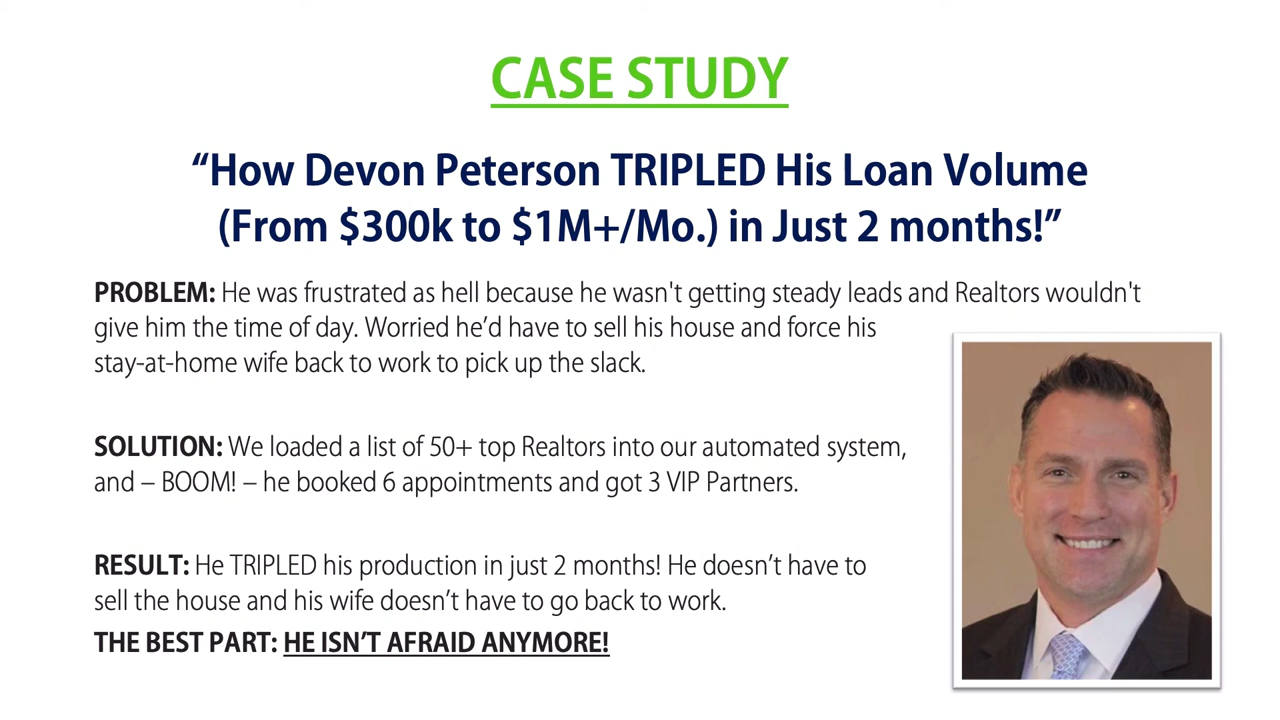 CASE STUDY
“How Devon Peterson TRIPLED His Loan Volume
(From $300k to $1M+/Mo.) in Just 2 months!”
PROBLEM: He was frustrated as hell because he wasn't getting steady leads and Realtors wouldn't
give him the time of day. Worried he’d have to sell his house and force his
stay-at-home wife back to work to pick up the slack.
SOLUTION: We loaded a list of 50+ top Realtors into our automated system,
and – BOOM! – he booked 6 appointments and got 3 VIP Partners.
RESULT: He TRIPLED his production in just 2 months! He doesn’t have to
sell the house and his wife doesn’t have to go back to work.
THE BEST PART: HE ISN’T AFRAID ANYMORE!